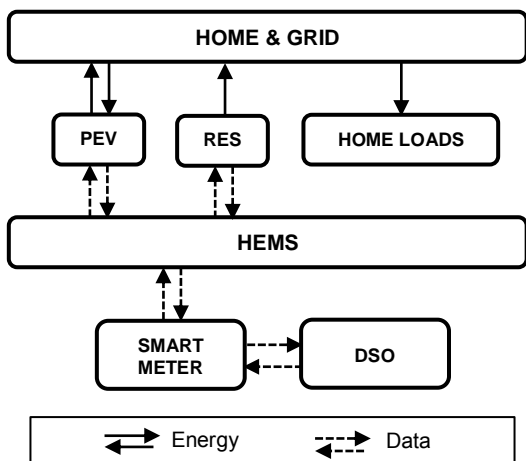 HOME & GRID
PEV
RES
HOME LOADS
HEMS
SMART
METER
DSO
Energy
Data